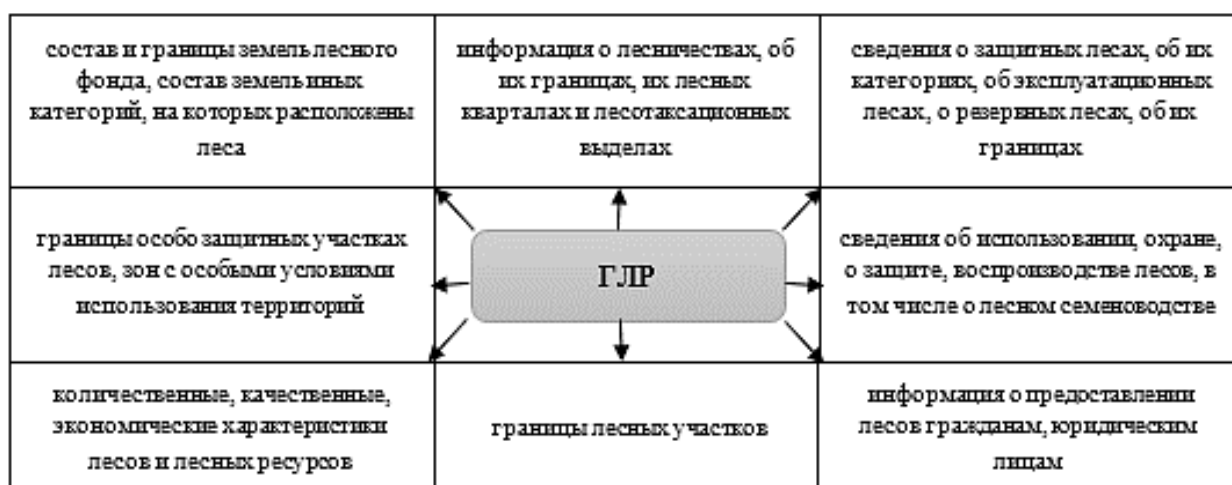 состав и границы земель лесного
фонда, состав земель иных
категорий, на которых расположены
леса
информация о лесничествах, об
их границах, их лесных
кварталах и лесотаксационных
выделах
сведения о защитных лесах, об их
категориях, об эксплуатационных
лесах, о резервных лесах, об их
границах
границы особо защитных участках
лесов, зон с особыми условиями
использования территорий
ГЛР
сведения об использовании, охране,
о защите, воспроизводстве лесов, в
том числе о лесном семеноводстве
количественные, качественные,
экономические характеристики
лесов и лесных ресурсов
границы лесных участков
информация о предоставлении
лесов гражданам, юридическим
лицам